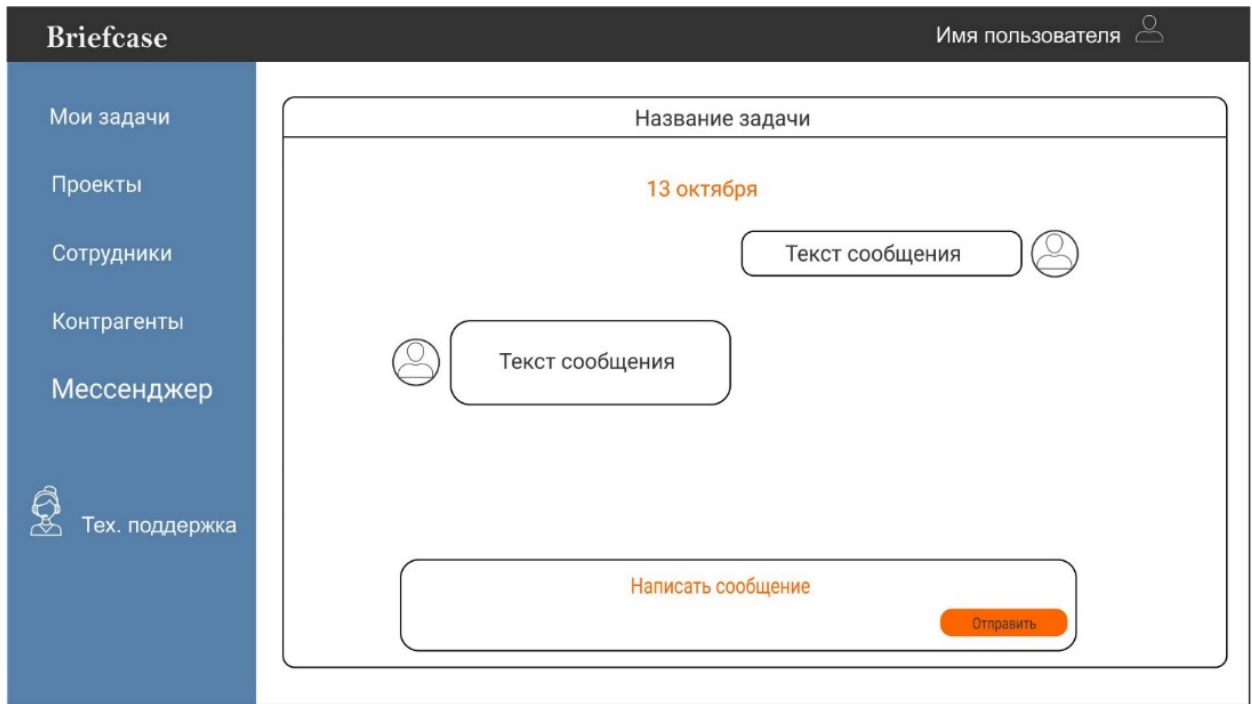 Briefcase
Имя пользователя
Мои задачи
Проекты
Сотрудники
Контрагенты
Мессенджер
Тех. поддержка
Название задачи
13 октября
Текст сообщения
Текст сообщения
Написать сообщение
Отправить